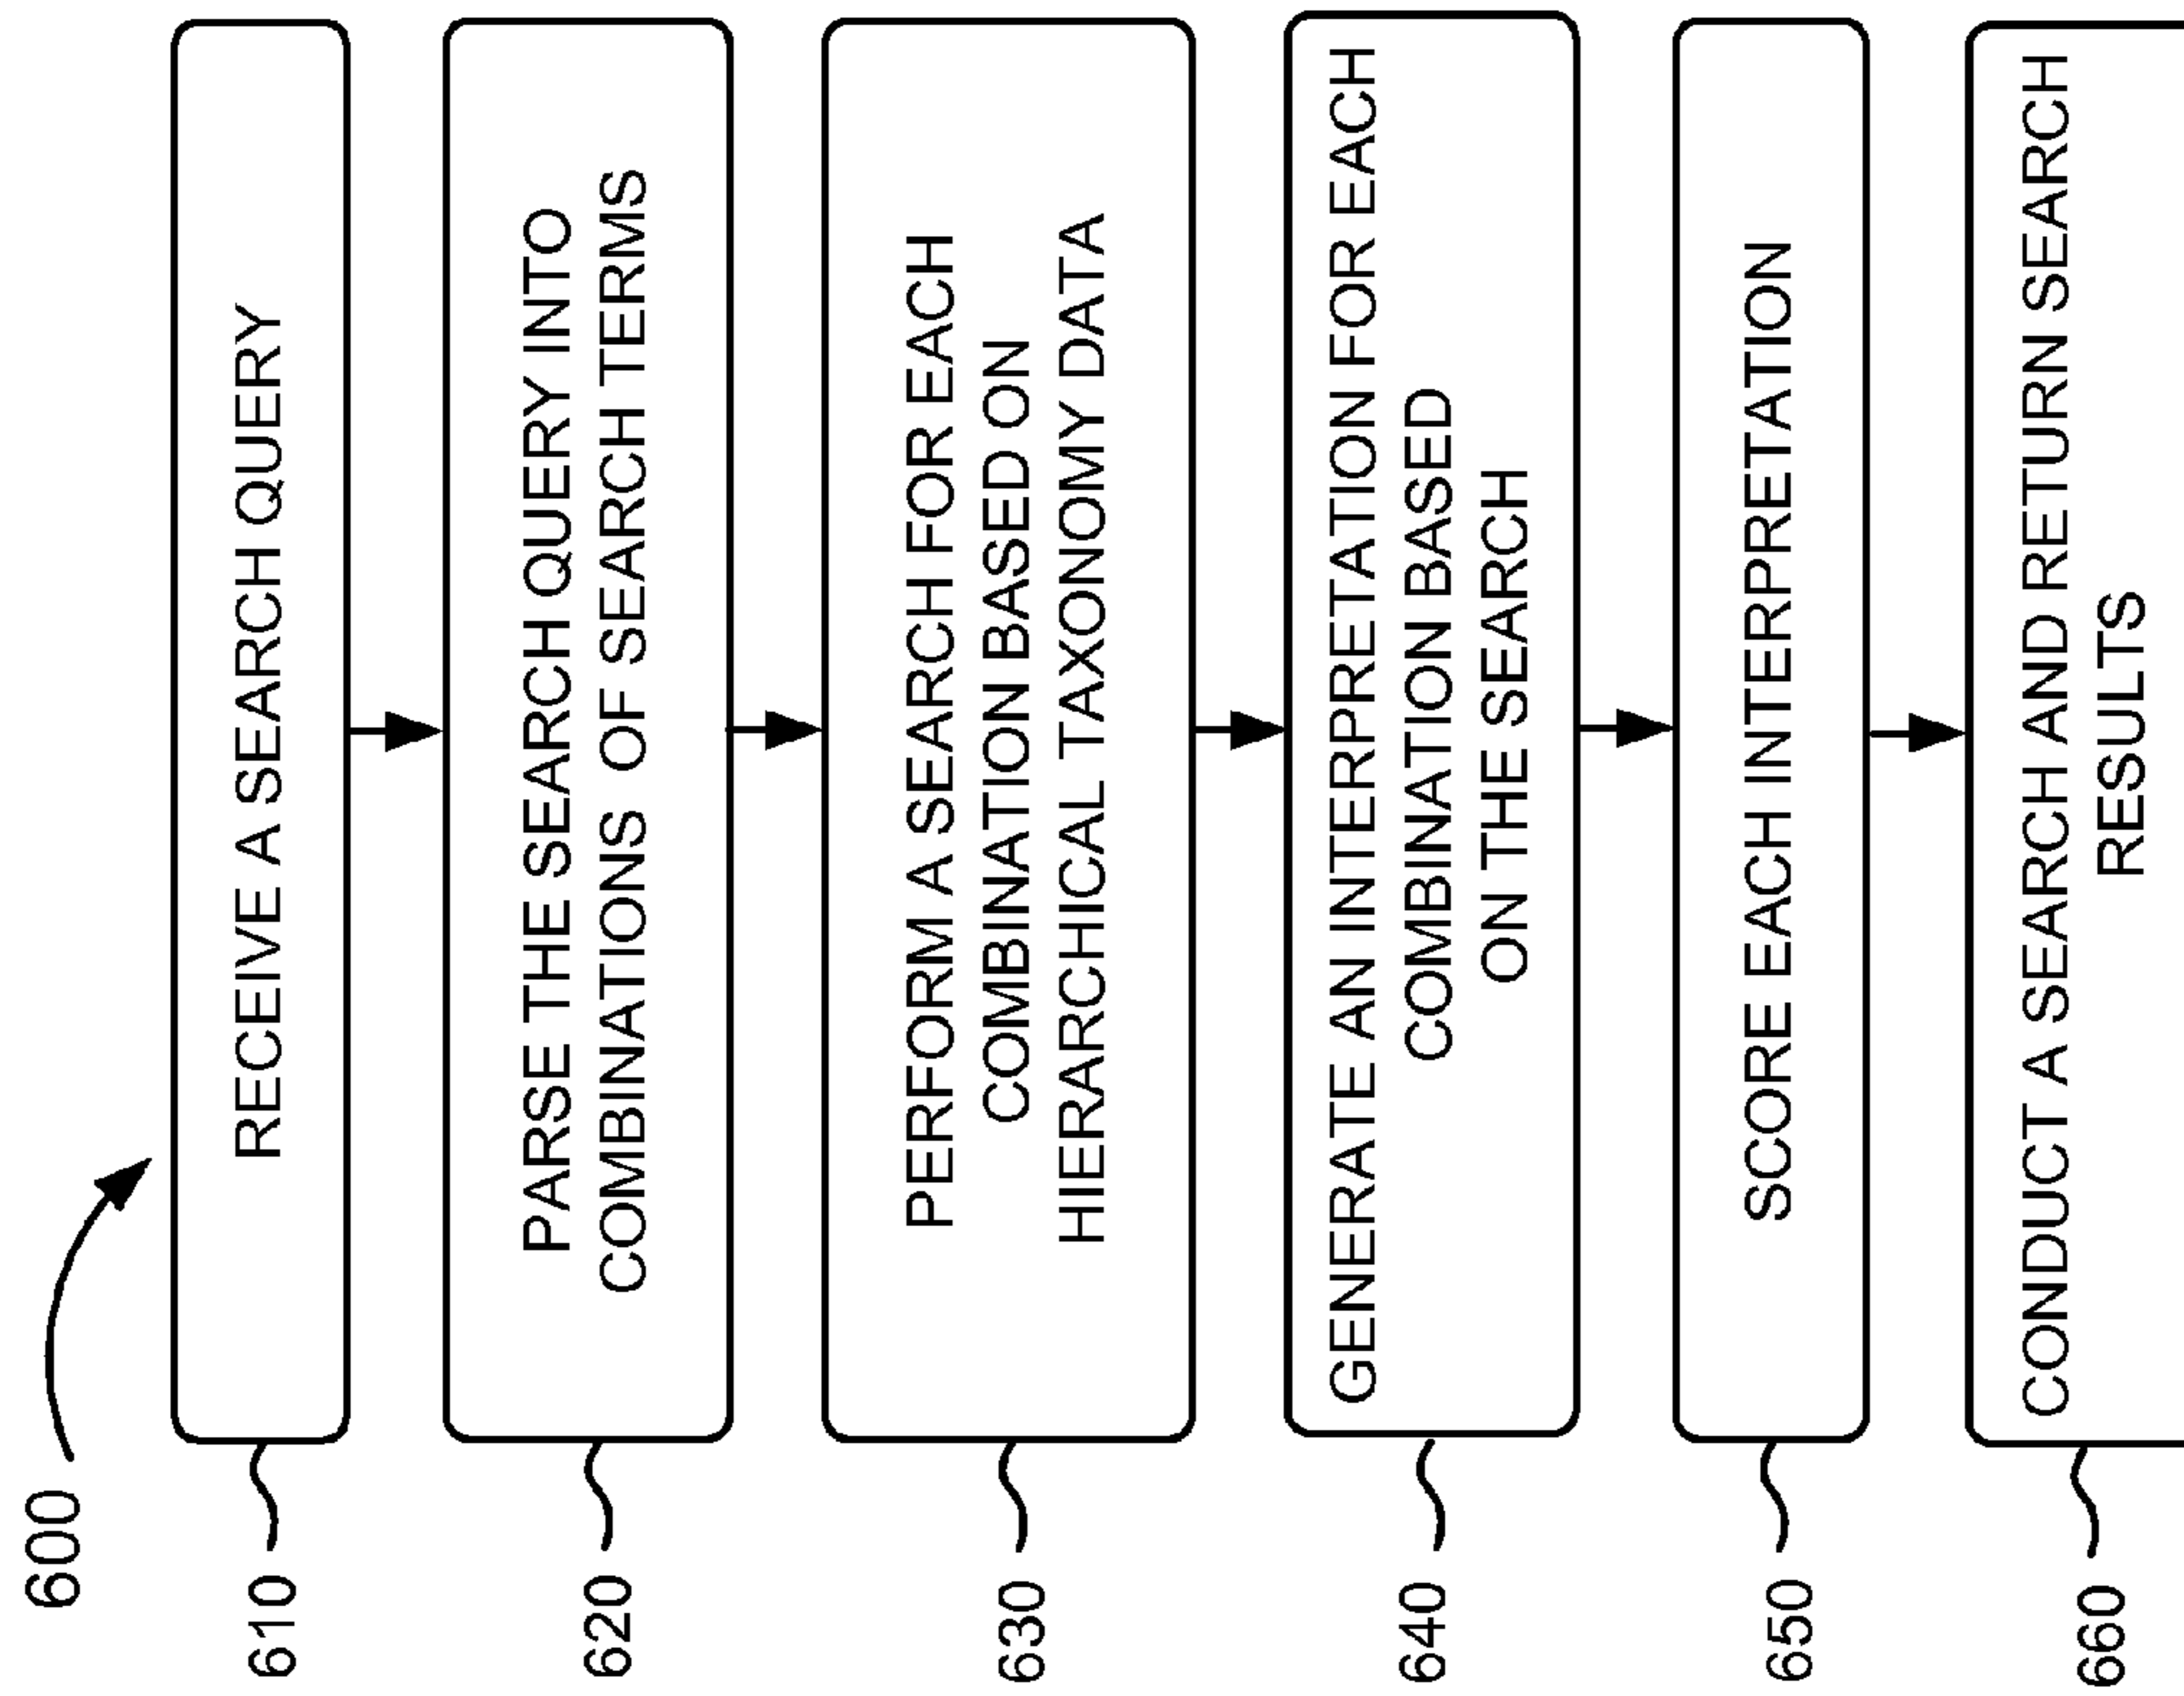 600
610
RECEIVE A SEARCH QUERY
620
PARSE THE SEARCH QUERY INTO
COMBINATIONS OF SEARCH TERMS
630
PERFORM A SEARCH FOR EACH
COMBINATION BASED ON
HIERARCHICAL TAXONOMY DATA
640
GENERATE AN INTERPRETATION FOR EACH
COMBINATION BASED
ON THE SEARCH
650
SCORE EACH INTERPRETATION
660
CONDUCT A SEARCH AND RETURN SEARCH
RESULTS